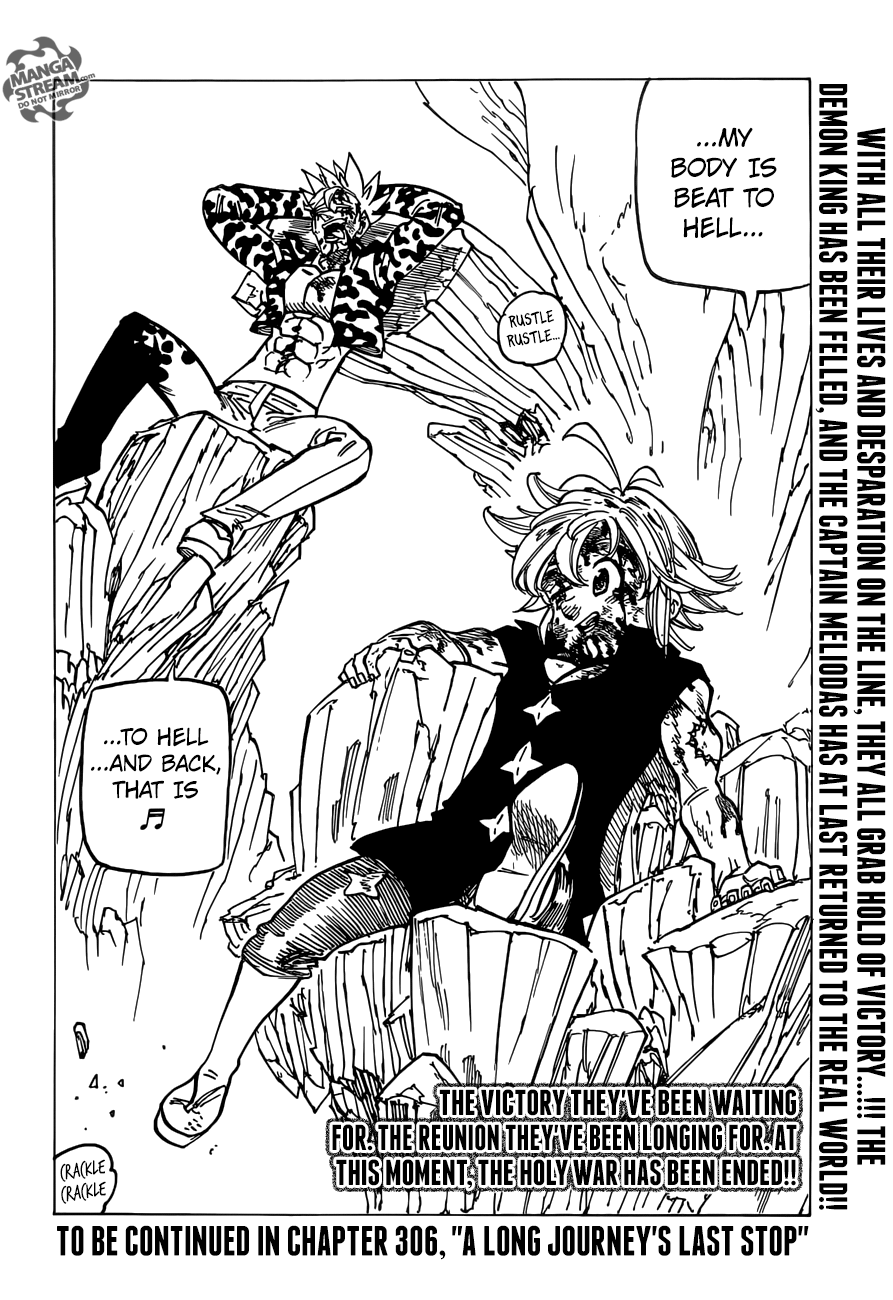 MANGA
STREAM.com
DO NOT MIRROR
WITH ALL THEIR LIVES AND DESPARATION ON THE LINE, THEY ALL GRAB HOLD OF VICTORY...!!! THE
DEMON KING HAS BEEN FELLED, AND THE CAPTAIN MELIODAS HAS AT LAST RETURNED TO THE REAL WORLD!!
...MY
BODY IS
BEAT TO
HELL...
RUSTLE
RUSTLE...
...TO HELL
...AND BACK,
THAT IS
♬
THE VICTORY THEY'VE BEEN WAITING
FOR. THE REUNION THEY'VE BEEN LONGING FOR. AT
THIS MOMENT, THE HOLY WAR HAS BEEN ENDED!!
CRACKLE
CRACKLE
TO BE CONTINUED IN CHAPTER 306, "A LONG JOURNEY'S LAST STOP"